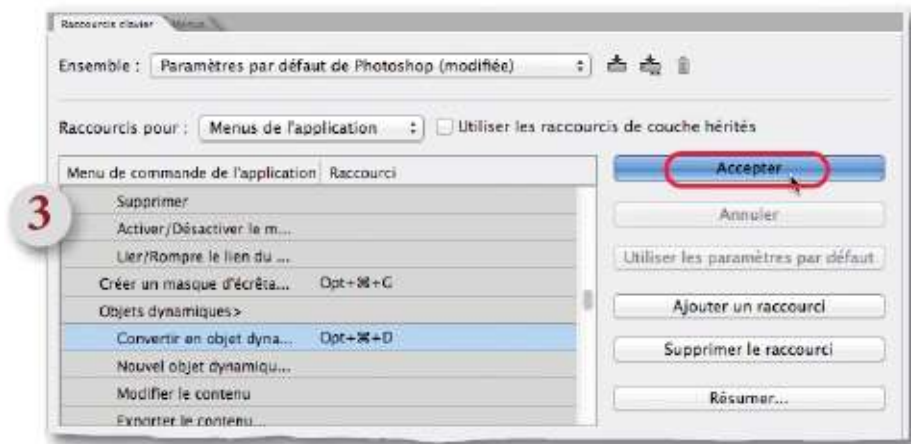 Raccourcis clavier Menus
Ensemble : Paramètres par défaut de Photoshop (modifiée)
Raccourcis pour : Menus de l'application Utiliser les raccourcis de couche hérités
Menu de commande de l'application Raccourci
Accepter
Supprimer
3
Annuler
Activer/Désactiver le m...
Lier/Rompre le lien du ...
Utiliser les paramètres par défaut
Créer un masque d'écrêta... Opt+⌘+G
Objets dynamiques>
Ajouter un raccourci
Convertir en objet dyna... Opt+⌘+D
Supprimer le raccourci
Nouvel objet dynamiqu...
Modifier le contenu
Résumer...
Exporter le contenu...